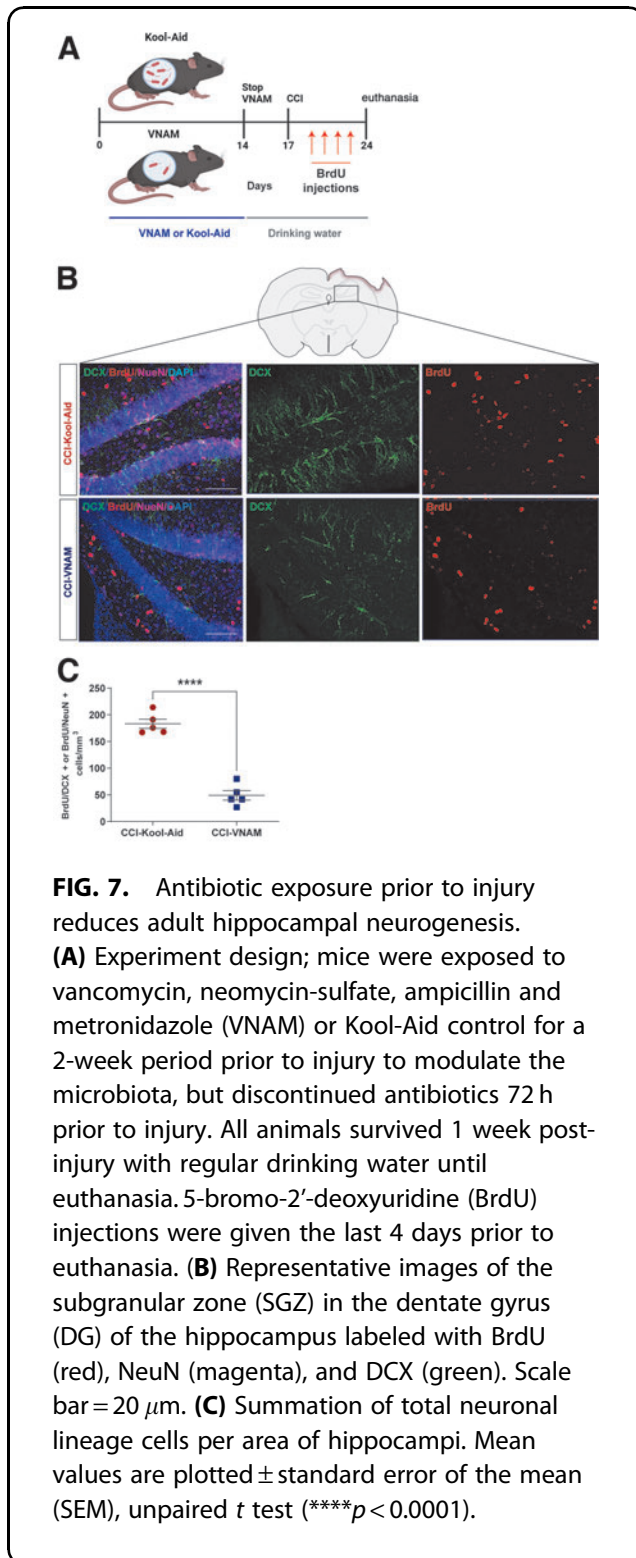 A
Kool-Aid
Stop
VNAM
CCI
euthanasia
VNAM
0
14
17
24
Days
BrdU
injections
VNAM or Kool-Aid
Drinking water
B
DCX/BrdU/NueN/DAPI
DCX
BrdU
CCI-Kool-Aid
DCX/BrdU/NueN/DAPI
DCX
BrdU
CCI-VNAM
C
BrdU/DCX + or BrdU/NeuN +
cells/mm³
250
200
150
100
50
0
****
CCI-Kool-Aid
CCI-VNAM
FIG. 7. Antibiotic exposure prior to injury
reduces adult hippocampal neurogenesis.
(A) Experiment design; mice were exposed to
vancomycin, neomycin-sulfate, ampicillin and
metronidazole (VNAM) or Kool-Aid control for a
2-week period prior to injury to modulate the
microbiota, but discontinued antibiotics 72 h
prior to injury. All animals survived 1 week post-
injury with regular drinking water until
euthanasia. 5-bromo-2’-deoxyuridine (BrdU)
injections were given the last 4 days prior to
euthanasia. (B) Representative images of the
subgranular zone (SGZ) in the dentate gyrus
(DG) of the hippocampus labeled with BrdU
(red), NeuN (magenta), and DCX (green). Scale
bar = 20 μm. (C) Summation of total neuronal
lineage cells per area of hippocampi. Mean
values are plotted ± standard error of the mean
(SEM), unpaired t test (****p < 0.0001).